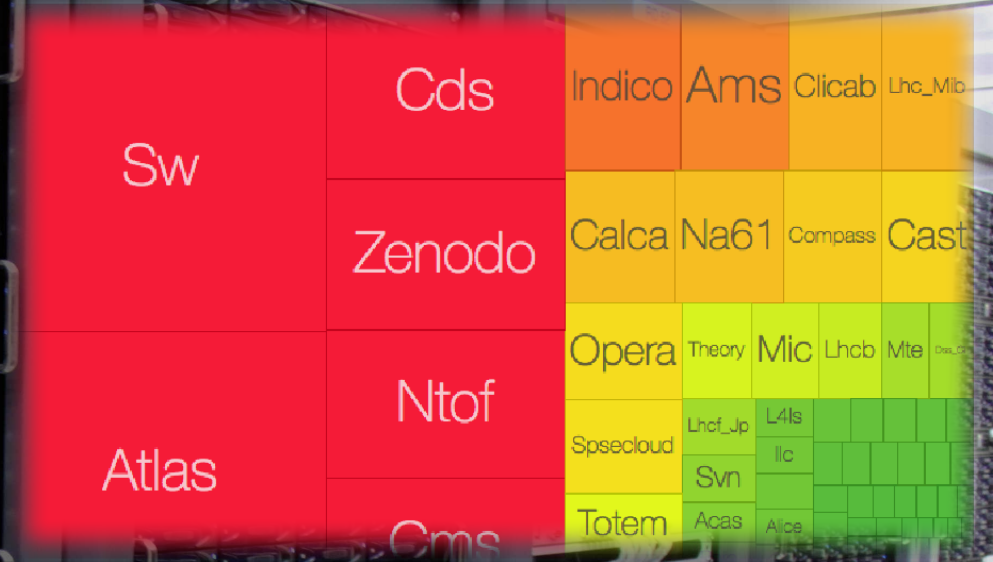 Sw
Cds
Indico
Ams
Clicab
Lhc_Mib
Zenodo
Calca
Na61
Compass
Cast
Atlas
Ntof
Opera
Theory
Mic
Lhcb
Mte
Spsecloud
Lhcf_Jp
L4ls
Ilc
Svn
Cms
Totem
Acas
Alice